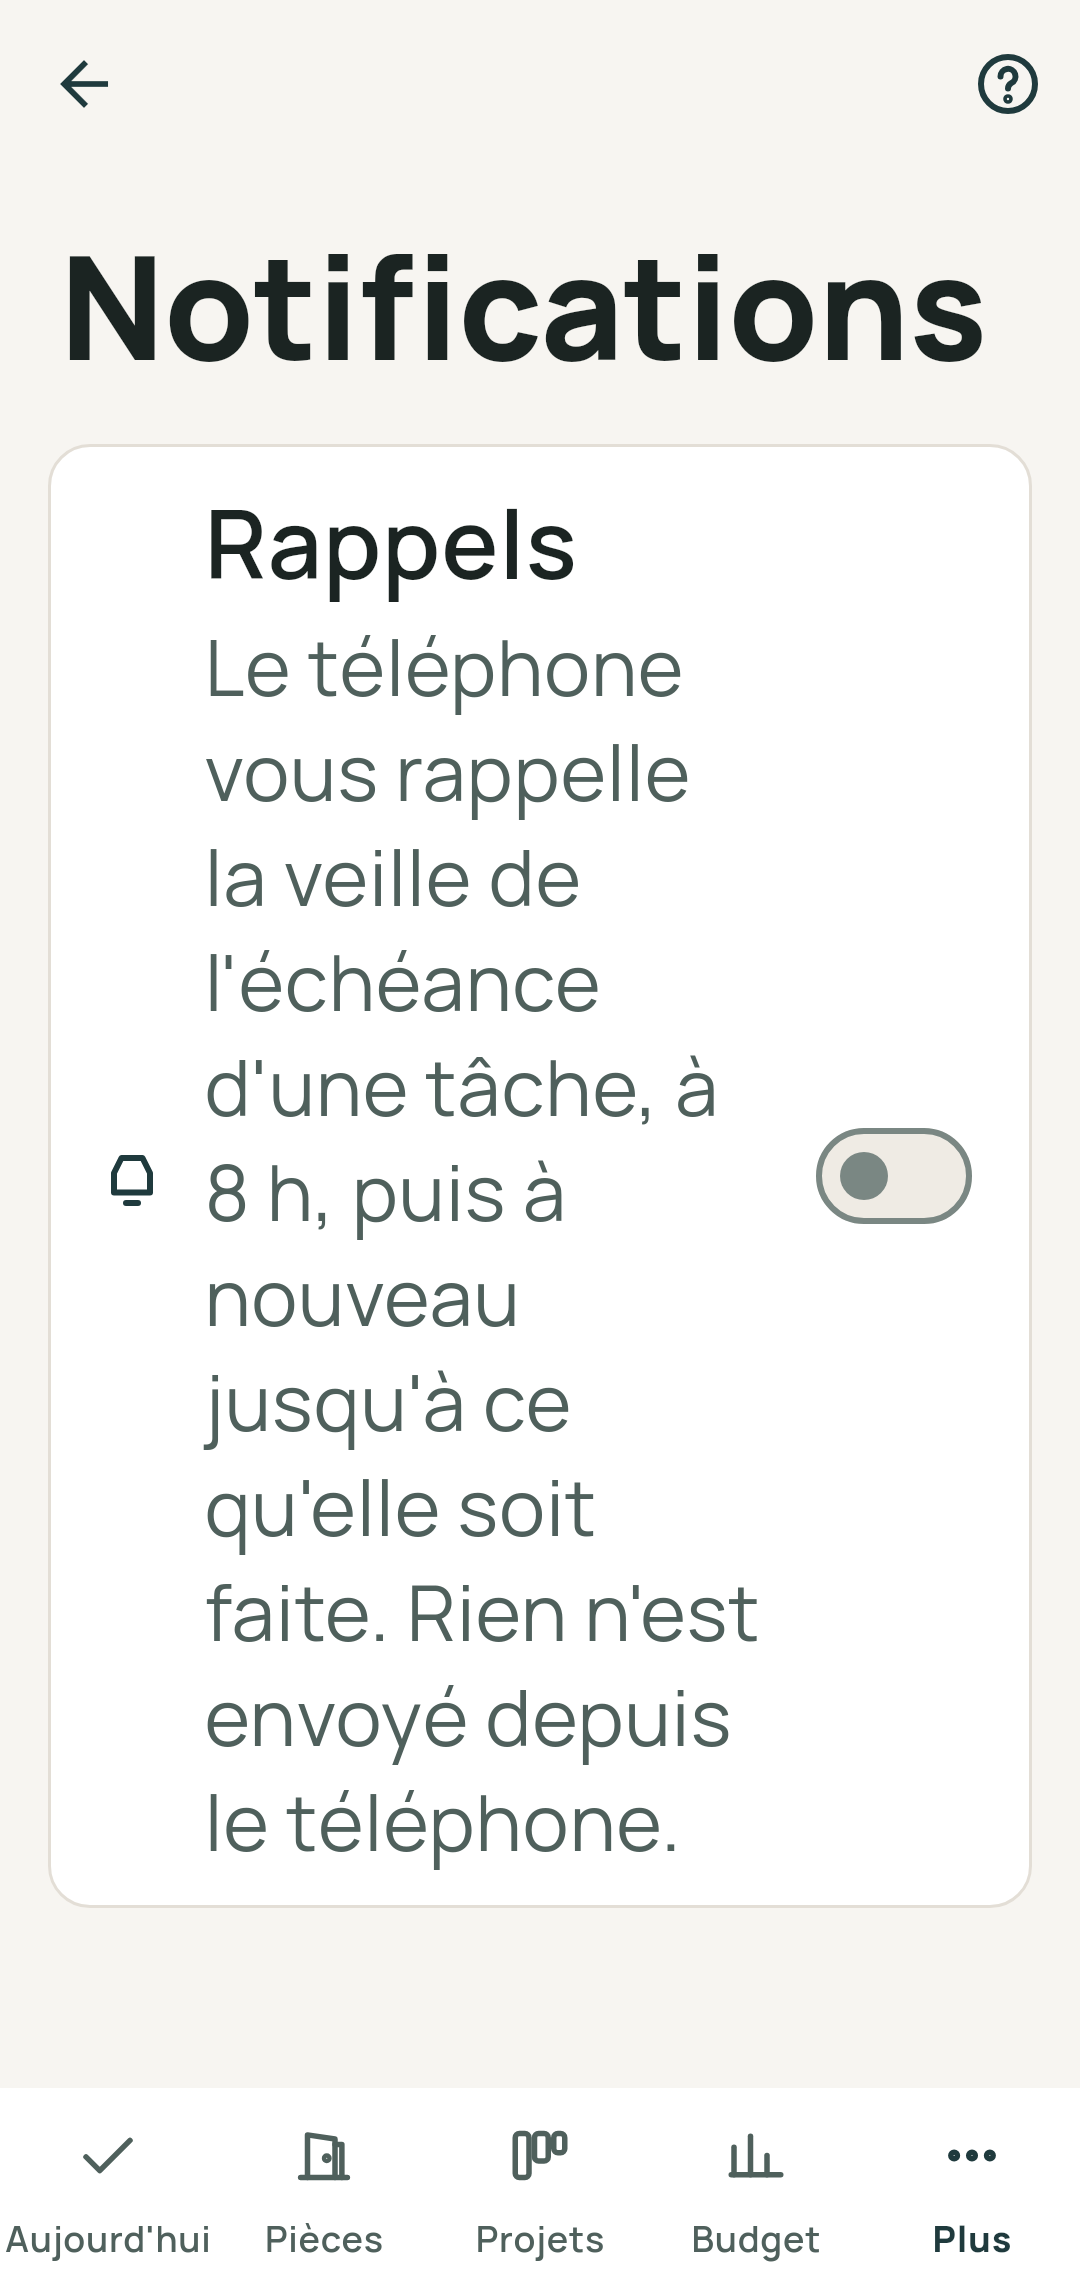 Notifications
Rappels
Le téléphone
vous rappelle
la veille de
l'échéance
d'une tâche, à
8 h, puis à
nouveau
jusqu'à ce
qu'elle soit
faite. Rien n'est
envoyé depuis
le téléphone.
Aujourd'hui
Pièces
Projets
Budget
Plus